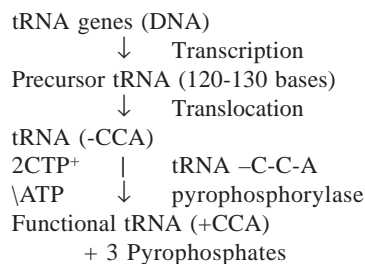 tRNA genes (DNA)
↓ Transcription
Precursor tRNA (120-130 bases)
↓ Translocation
tRNA (-CCA)
2CTP⁺ | tRNA –C-C-A
\ATP ↓ pyrophosphorylase
Functional tRNA (+CCA)
+ 3 Pyrophosphates